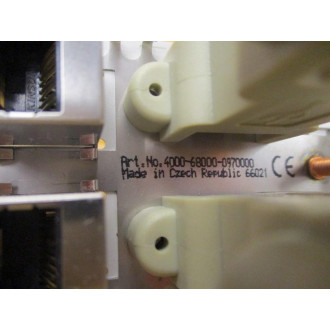 Art.No.4000-68000-0970000
Made in Czech Republic 66021 CE